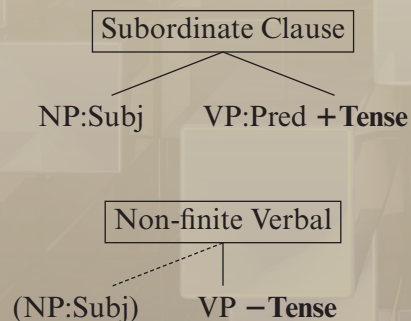 Subordinate Clause
NP:Subj VP:Pred +Tense
Non-finite Verbal
(NP:Subj) VP −Tense